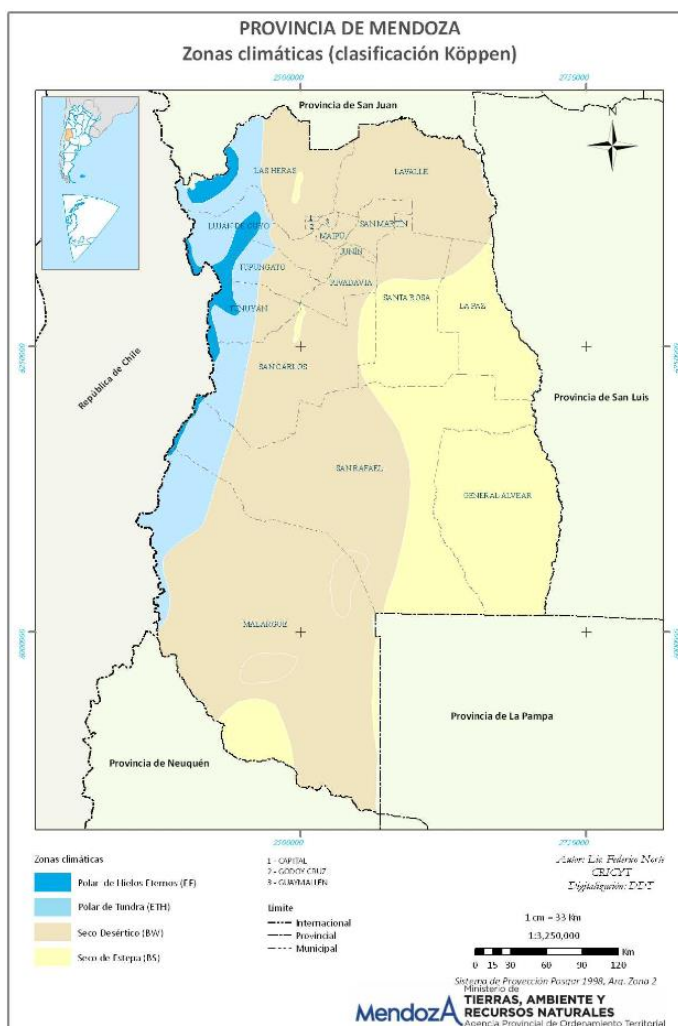 PROVINCIA DE MENDOZA
Zonas climáticas (clasificación Köppen)
Provincia de San Juan
N
LAS HERAS
LAVALLE
LUJAN DE CUYO
1
2
3
MAIPU
SAN MARTIN
JUNIN
TUPUNGATO
RIVADAVIA
SANTA ROSA
LA PAZ
TUNUYAN
República de Chile
SAN CARLOS
Provincia de San Luis
SAN RAFAEL
GENERAL ALVEAR
MALARGUE
Provincia de La Pampa
Provincia de Neuquén
Zonas climáticas
Polar de Hielos Eternos (EF)
Polar de Tundra (ETH)
Seco Desértico (BW)
Seco de Estepa (BS)
1 - CAPITAL
2 - GODOY CRUZ
3 - GUAYMALLEN
Límite
Internacional
Provincial
Municipal
Autor: Lic. Federico Norte
CRICYT
1 cm = 33 Km
1:3,250,000
Km
0 15 30 60 90 120
Sistema de Proyección Posgar 1998, Arg. Zona 2
Mendoza
Ministerio de
TIERRAS, AMBIENTE Y
RECURSOS NATURALES
Agencia Provincial de Ordenamiento Territorial